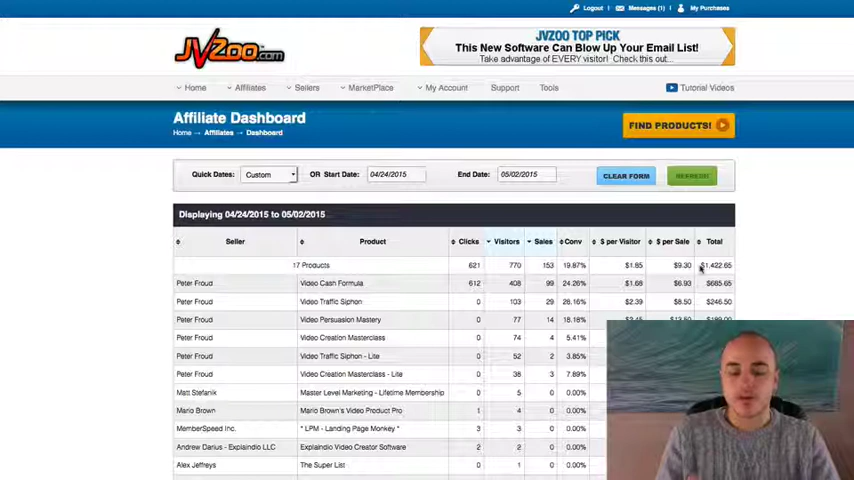 Logout Messages (1) My Purchases
JVZoo.com
JVZOO TOP PICK
This New Software Can Blow Up Your Email List!
Take advantage of EVERY visitor! Check this out...
Home Affiliates Sellers MarketPlace My Account Support Tools Tutorial Videos
Affiliate Dashboard
Home → Affiliates → Dashboard
FIND PRODUCTS!
Quick Dates: Custom OR Start Date: 04/24/2015 End Date: 05/02/2015 CLEAR FORM REFRESH
Displaying 04/24/2015 to 05/02/2015
Seller Product Clicks Visitors Sales Conv $ per Visitor $ per Sale Total
17 Products 621 770 153 19.87% $1.85 $9.30 $1,422.65
Peter Froud Video Cash Formula 612 408 99 24.26% $1.68 $6.93 $685.65
Peter Froud Video Traffic Siphon 0 103 29 28.16% $2.39 $8.50 $246.50
Peter Froud Video Persuasion Mastery 0 77 14 18.18%
Peter Froud Video Creation Masterclass 0 74 4 5.41%
Peter Froud Video Traffic Siphon - Lite 0 52 2 3.85%
Peter Froud Video Creation Masterclass - Lite 0 38 3 7.89%
Matt Stefanik Master Level Marketing - Lifetime Membership 0 5 0 0.00%
Mario Brown Mario Brown's Video Product Pro 1 4 0 0.00%
MemberSpeed Inc. * LPM - Landing Page Monkey * 3 3 0 0.00%
Andrew Darius - Explaindio LLC Explaindio Video Creator Software 2 2 0 0.00%
Alex Jeffreys The Super List 0 1 0 0.00%